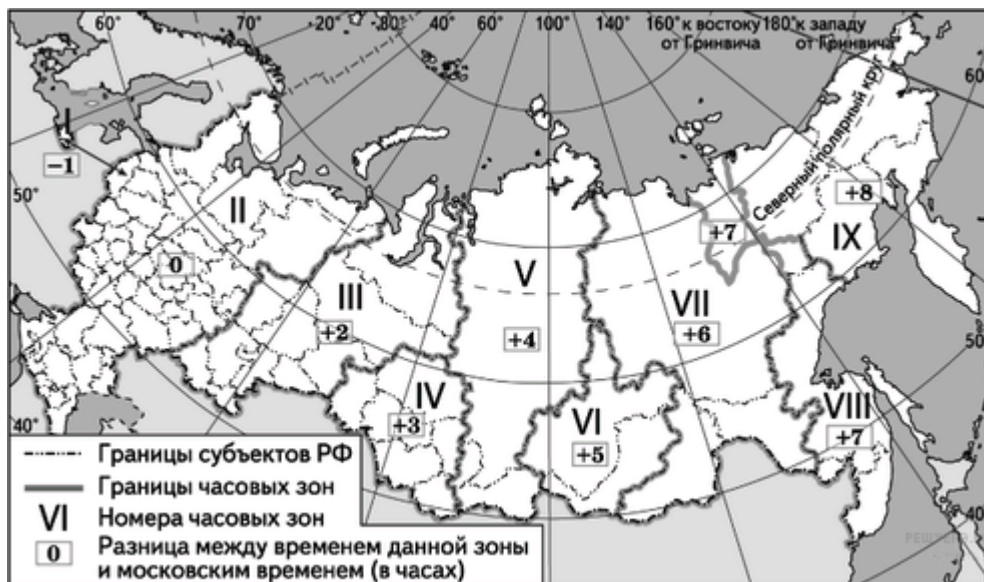 60° 70° 20° 40° 60° 100° 140° 160° к востоку 180° к западу
от Гринвича от Гринвича
60°
Северный полярный круг
I
−1
50°
II
0
III
+2
IV
+3
V
+4
VI
+5
VII
+6
+7
VIII
+7
IX
+8
50°
40°
40°
Границы субъектов РФ
Границы часовых зон
VI Номера часовых зон
0 Разница между временем данной зоны
и московским временем (в часах)